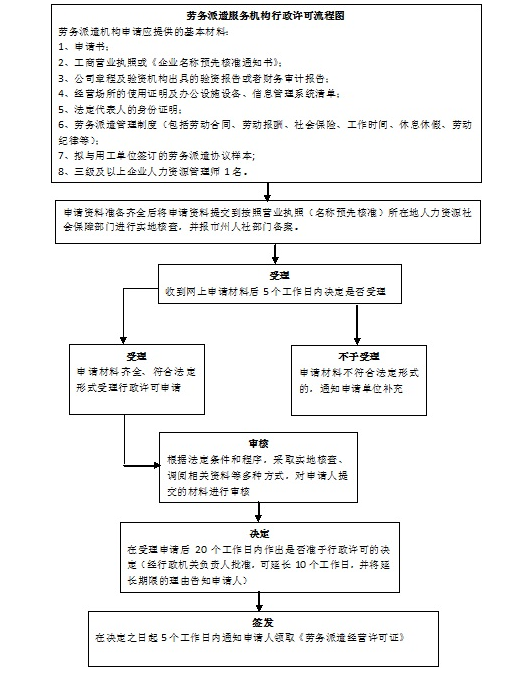 劳务派遣服务机构行政许可流程图
劳务派遣机构申请应提供的基本材料:
1、申请书;
2、工商营业执照或《企业名称预先核准通知书》;
3、公司章程及验资机构出具的验资报告或者财务审计报告;
4、经营场所的使用证明及办公设施设备、信息管理系统清单;
5、法定代表人的身份证明;
6、劳务派遣管理制度（包括劳动合同、劳动报酬、社会保险、工作时间、休息休假、劳动
纪律等）;
7、拟与用工单位签订的劳务派遣协议样本;
8、三级及以上企业人力资源管理师1名。
申请资料准备齐全后将申请资料提交到按照营业执照（名称预先核准）所在地人力资源社
会保障部门进行实地核查，并报市州人社部门备案。
受理
收到网上申请材料后5个工作日内决定是否受理
受理
申请材料齐全、符合法定
形式受理行政许可申请
不予受理
申请材料不符合法定形式
的，通知申请单位补充
审核
根据法定条件和程序，采取实地核查、
调阅相关资料等多种方式，对申请人提
交的材料进行审核
决定
在受理申请后20个工作日内作出是否准予行政许可的决
定（经行政机关负责人批准，可延长10个工作日，并将延
长期限的理由告知申请人）
签发
在决定之日起5个工作日内通知申请人领取《劳务派遣经营许可证》